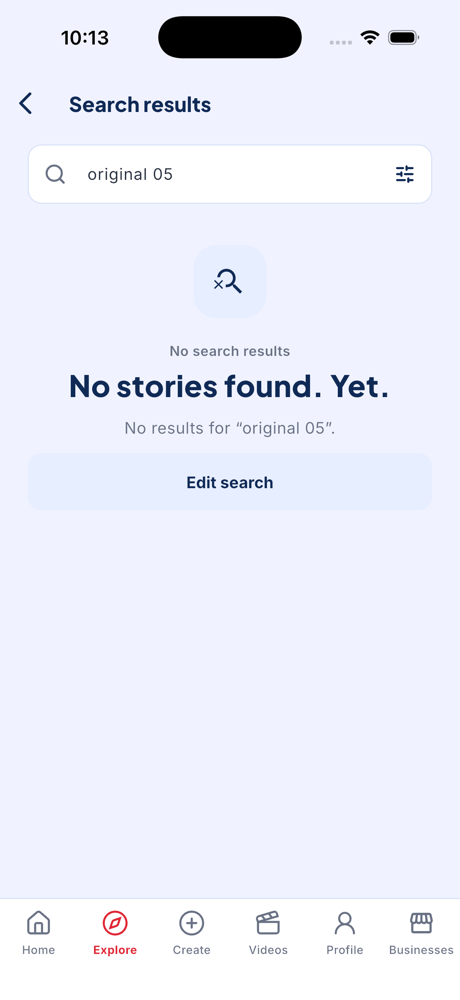 10:13
Search results
original 05
No search results
No stories found. Yet.
No results for “original 05”.
Edit search
Home
Explore
Create
Videos
Profile
Businesses